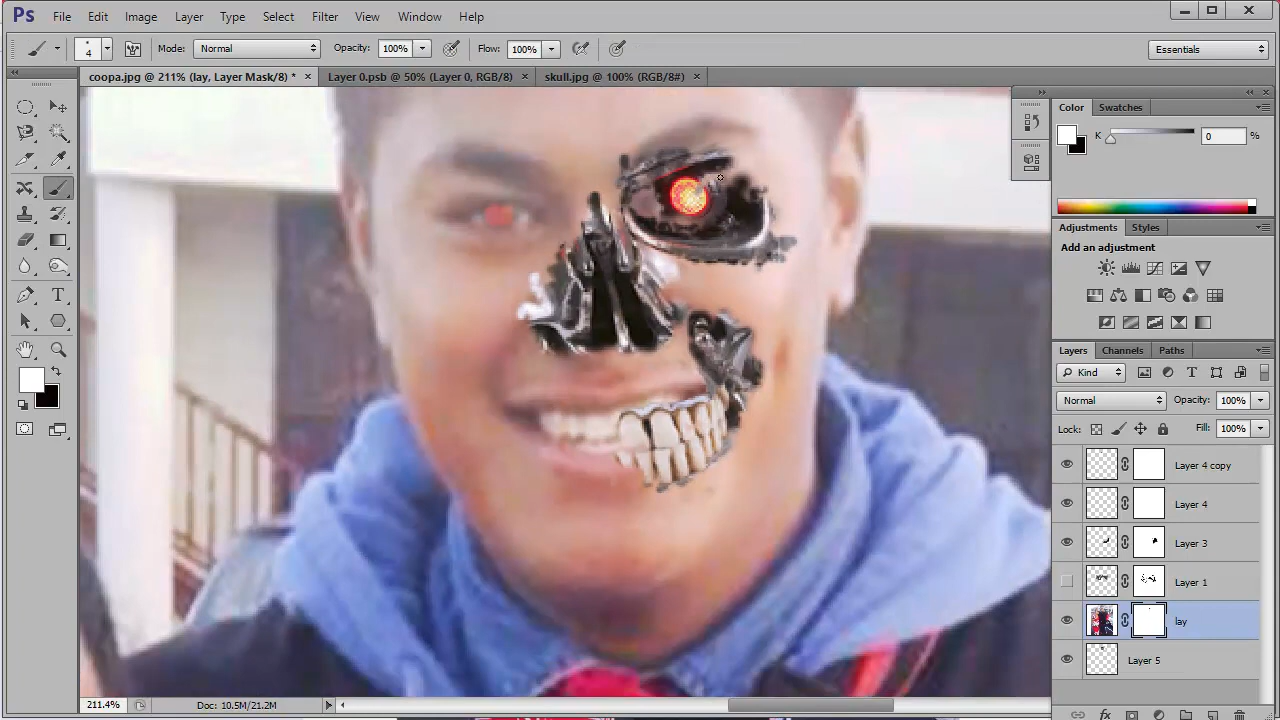 Ps File Edit Image Layer Type Select Filter View Window Help
4 Mode: Normal Opacity: 100% Flow: 100% Essentials
coopa.jpg @ 211% (lay, Layer Mask/8) * × Layer 0.psb @ 50% (Layer 0, RGB/8) × skull.jpg @ 100% (RGB/8#) ×
Color Swatches
K 0 %
Adjustments Styles
Add an adjustment
Layers Channels Paths
Kind
Normal Opacity: 100%
Lock: Fill: 100%
Layer 4 copy
Layer 4
Layer 3
Layer 1
lay
Layer 5
fx
211.4% Doc: 10.5M/21.2M